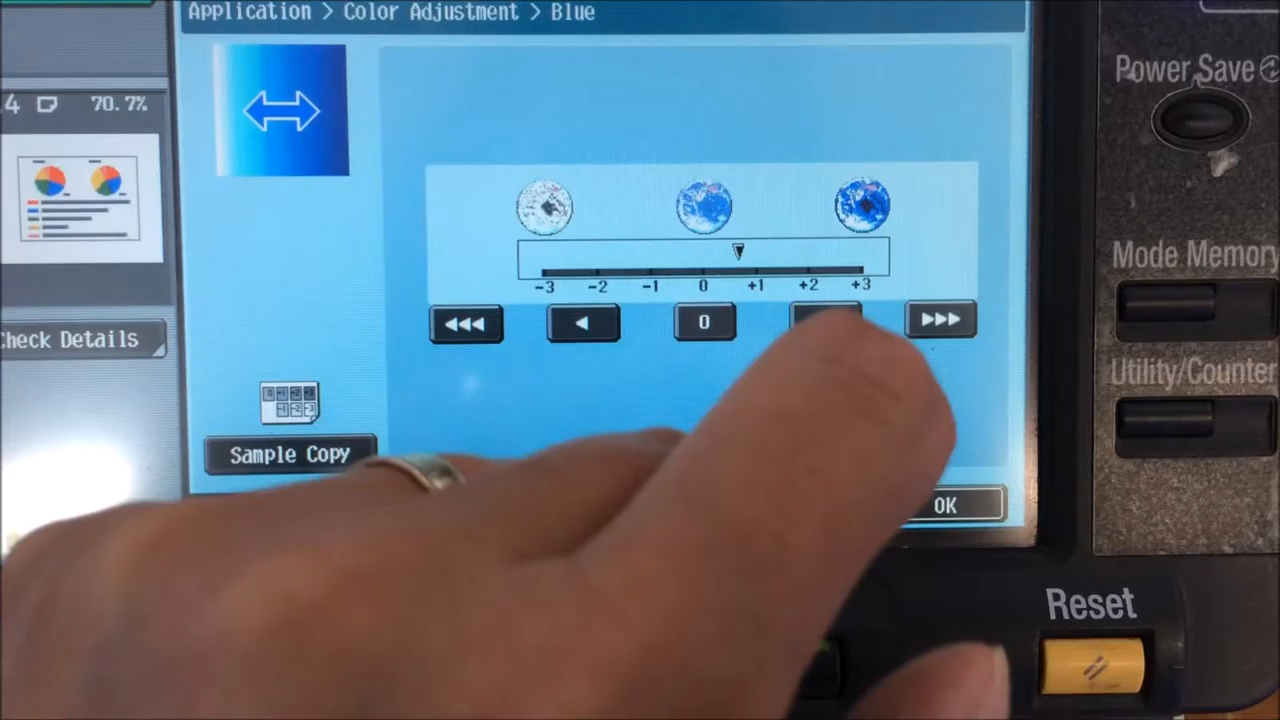 Application > Color Adjustment > Blue
.4 70.7%
Power Save
-3 -2 -1 0 +1 +2 +3
0
Mode Memory
Check Details
Utility/Counter
Sample Copy
OK
Reset